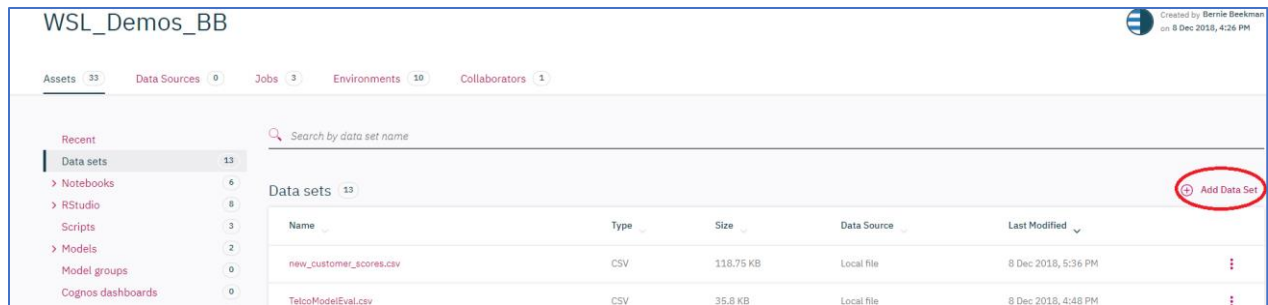 WSL_Demos_BB
Created by Bernie Beekman
on 8 Dec 2018, 4:26 PM
Assets 33 Data Sources 0 Jobs 3 Environments 10 Collaborators 1
Search by data set name
Recent
Data sets 13
Notebooks 6
RStudio 8
Scripts 3
Models 2
Model groups 0
Cognos dashboards 0
Data sets 13
Add Data Set
Name Type Size Data Source Last Modified
new_customer_scores.csv CSV 118.75 KB Local file 8 Dec 2018, 5:36 PM
TelcoModelEval.csv CSV 35.8 KB Local file 8 Dec 2018, 4:48 PM